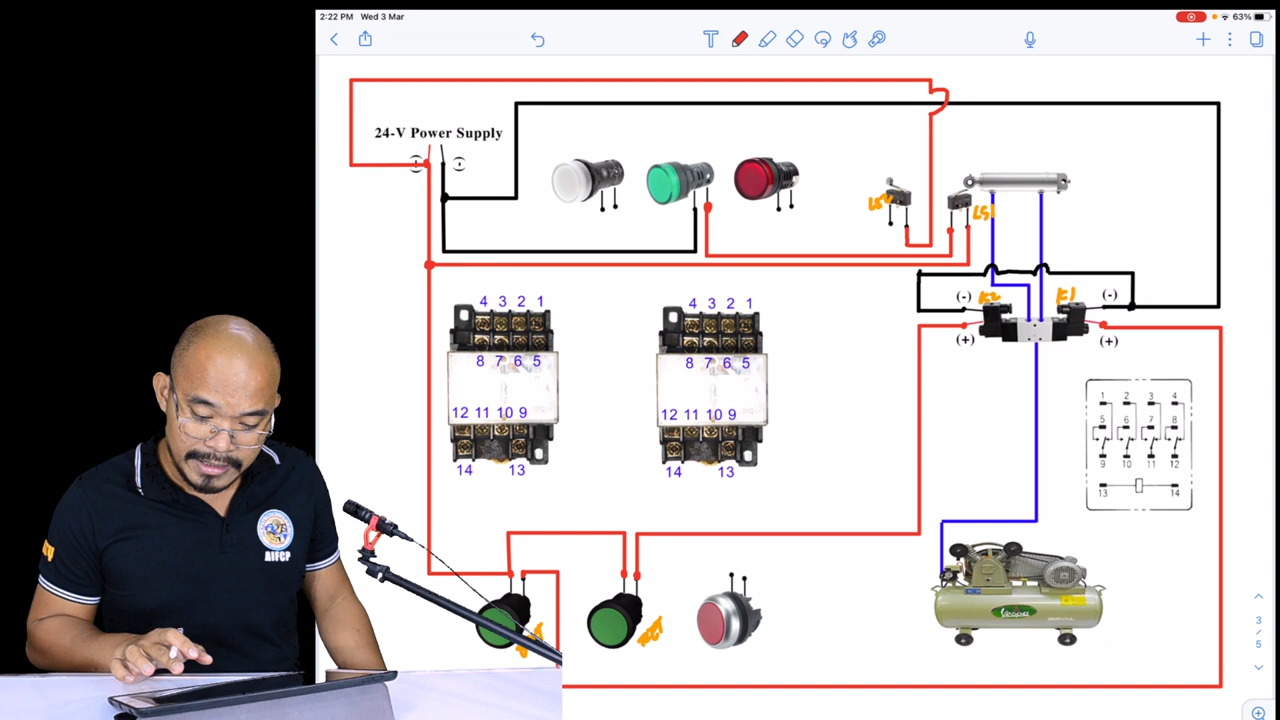 2:22 PM Wed 3 Mar
63%
24-V Power Supply
LS1
(-) K2 K1 (-)
(+) (+)
4 3 2 1
8 7 6 5
12 11 10 9
14 13
4 3 2 1
8 7 6 5
12 11 10 9
14 13
1 2 3 4
5 6 7 8
9 10 11 12
13 14
AIFCP
Vespa
3
/
5